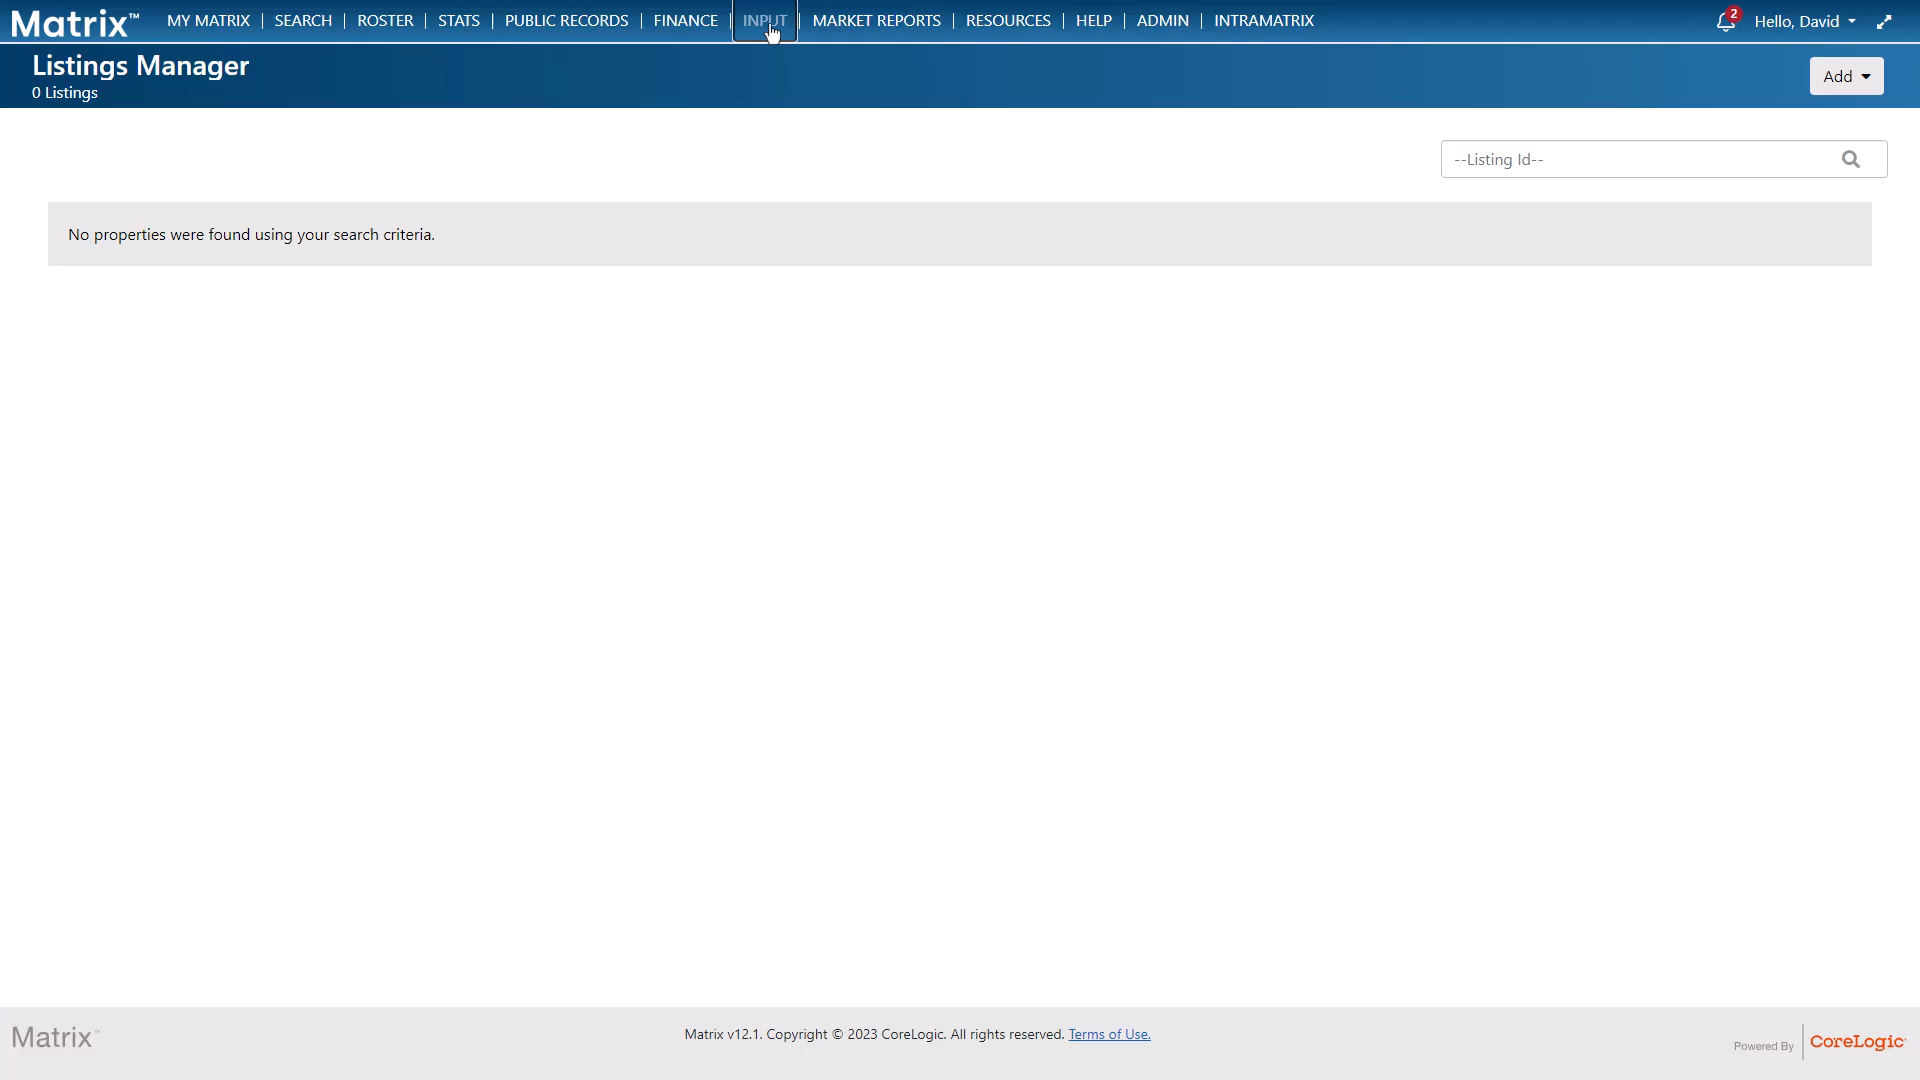 Matrix™ MY MATRIX | SEARCH | ROSTER | STATS | PUBLIC RECORDS | FINANCE | INPUT | MARKET REPORTS | RESOURCES | HELP | ADMIN | INTRAMATRIX 2 Hello, David
Listings Manager
0 Listings
Add
--Listing Id--
No properties were found using your search criteria.
Matrix™
Matrix v12.1. Copyright © 2023 CoreLogic. All rights reserved. Terms of Use.
Powered By CoreLogic